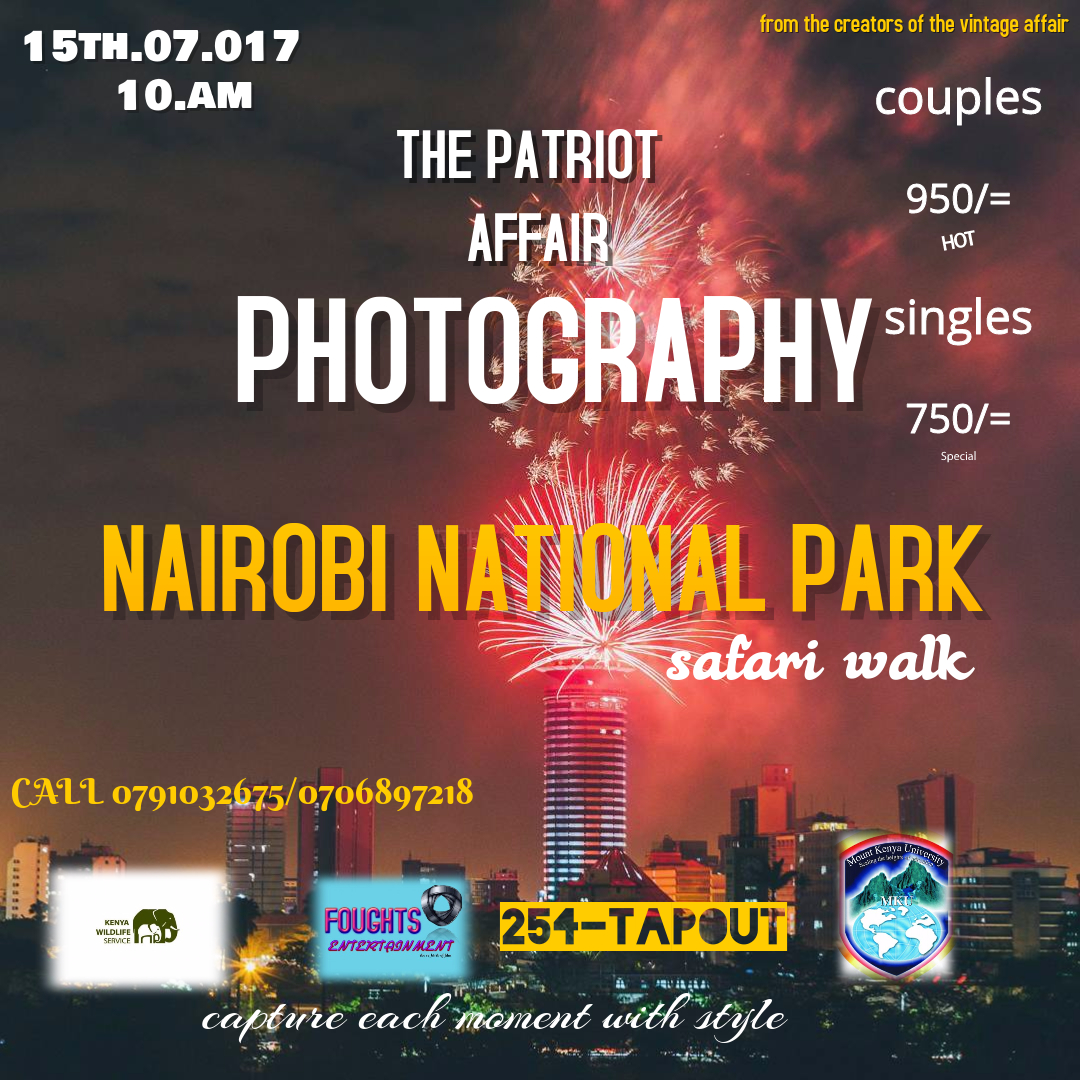 15TH.07.017
10.AM
from the creators of the vintage affair
couples
950/=
HOT
THE PATRIOT
AFFAIR
PHOTOGRAPHY
singles
750/=
Special
NAIROBI NATIONAL PARK
safari walk
CALL 0791032675/0706897218
KENYA
WILDLIFE
SERVICE
FOUGHTS
ENTERTAINMENT
254-TAPOUT
Mount Kenya University
MKU
capture each moment with style